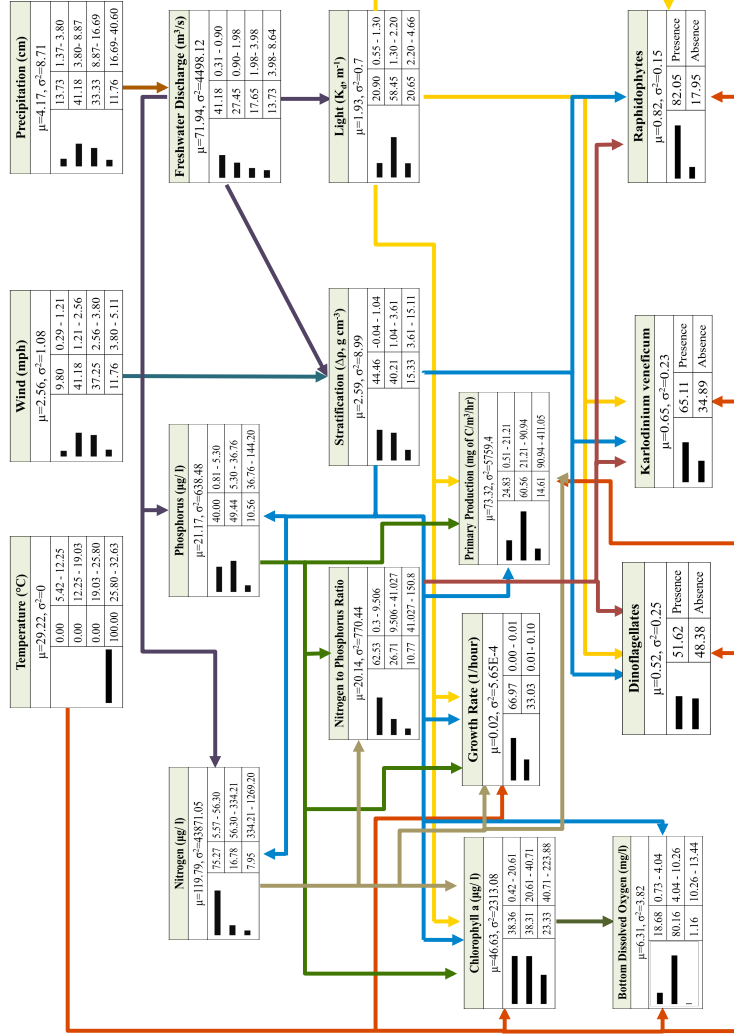 Temperature (°C)
μ=29.22, σ²=0
0.00 5.42 - 12.25
0.00 12.25 - 19.03
0.00 19.03 - 25.80
100.00 25.80 - 32.63
Wind (mph)
μ=2.56, σ²=1.08
9.80 0.29 - 1.21
41.18 1.21 - 2.56
37.25 2.56 - 3.80
11.76 3.80 - 5.11
Precipitation (cm)
μ=4.17, σ²=8.71
13.73 1.37- 3.80
41.18 3.80- 8.87
33.33 8.87- 16.69
11.76 16.69- 40.60
Nitrogen (μg/l)
μ=119.79, σ²=43871.05
75.27 5.57 - 56.30
16.78 56.30 - 334.21
7.95 334.21 - 1269.20
Phosphorus (μg/l)
μ=21.17, σ²=638.48
40.00 0.81 - 5.30
49.44 5.30 - 36.76
10.56 36.76 - 144.20
Freshwater Discharge (m³/s)
μ=71.94, σ²=4498.12
41.18 0.31 - 0.90
27.45 0.90- 1.98
17.65 1.98- 3.98
13.73 3.98- 8.64
Nitrogen to Phosphorus Ratio
μ=20.14, σ²=770.44
62.53 0.3 - 9.506
26.71 9.506 - 41.027
10.77 41.027 - 150.8
Stratification (Δρ, g cm⁻³)
μ=2.59, σ²=8.99
44.46 -0.04 - 1.04
40.21 1.04 - 3.61
15.33 3.61 - 15.11
Light (K<sub>d</sub>, m⁻¹)
μ=1.93, σ²=0.7
20.90 0.55 - 1.30
58.45 1.30 - 2.20
20.65 2.20 - 4.66
Chlorophyll a (μg/ l)
μ=46.63, σ²=2313.08
38.36 0.42 - 20.61
38.31 20.61 - 40.71
23.33 40.71 - 223.88
Growth Rate (1/hour)
μ=0.02, σ²=5.65E-4
66.97 0.00 - 0.01
33.03 0.01- 0.10
Primary Production (mg of C/m³/hr)
μ=73.32, σ²=5759.4
24.83 0.51 - 21.21
60.56 21.21 - 90.94
14.61 90.94 - 411.05
Bottom Dissolved Oxygen (mg/l)
μ=6.31, σ²=3.82
18.68 0.73 - 4.04
80.16 4.04 - 10.26
1.16 10.26 - 13.44
Dinoflagellates
μ=0.52, σ²=0.25
51.62 Presence
48.38 Absence
Karlodinium veneficum
μ=0.65, σ²=0.23
65.11 Presence
34.89 Absence
Raphidophytes
μ=0.82, σ²=0.15
82.05 Presence
17.95 Absence